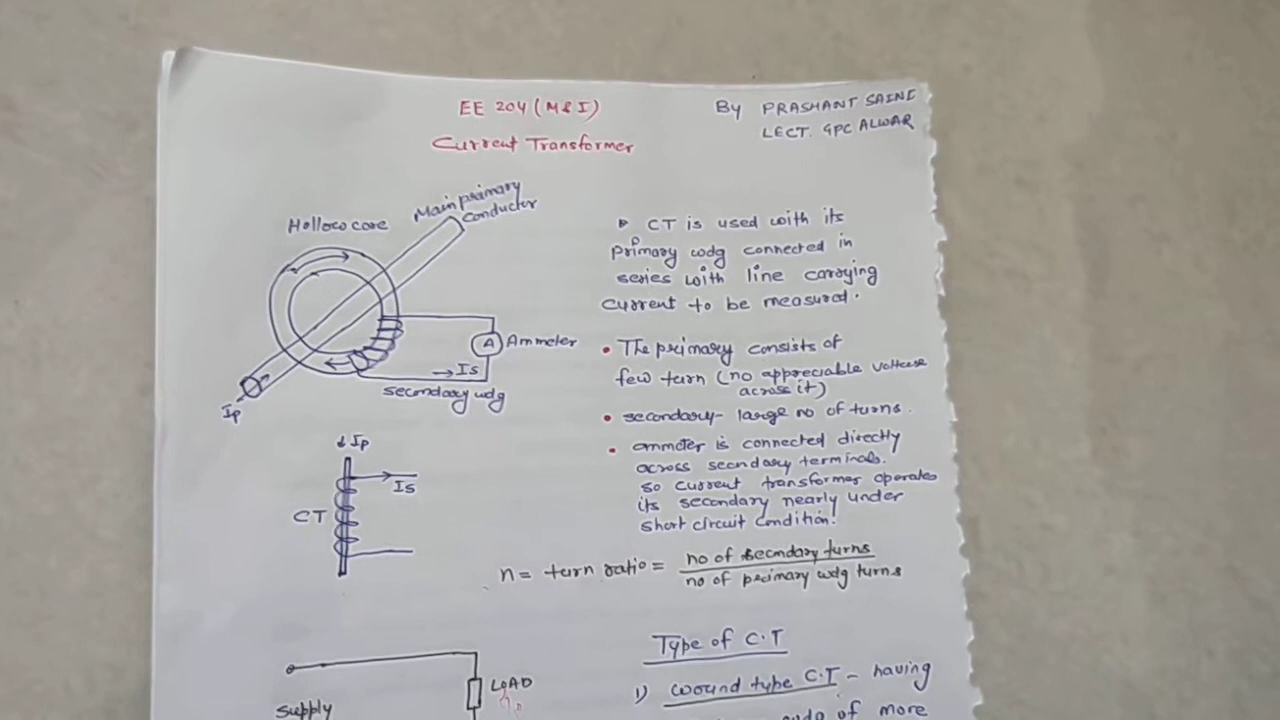 EE 204 (M&I)
Current Transformer
By PRASHANT SAINI
LECT. GPC ALWAR
Hollow core
Main primary
conductor
A
Ammeter
→ Is
secondary wdg
Ip
CT is used with its
primary wdg connected in
series with line carrying
current to be measured.
• The primary consists of
few turn (no appreciable voltage
across it)
• secondary- large no of turns.
• ammeter is connected directly
across secndary terminals.
so current transformer operates
its secondary nearly under
short circuit condition.
↓ Ip
Is
CT
n = turn ratio = no of secondary turns
no of primary wdg turns
Type of C.T
1) wound type C.T - having
of more
LOAD
supply